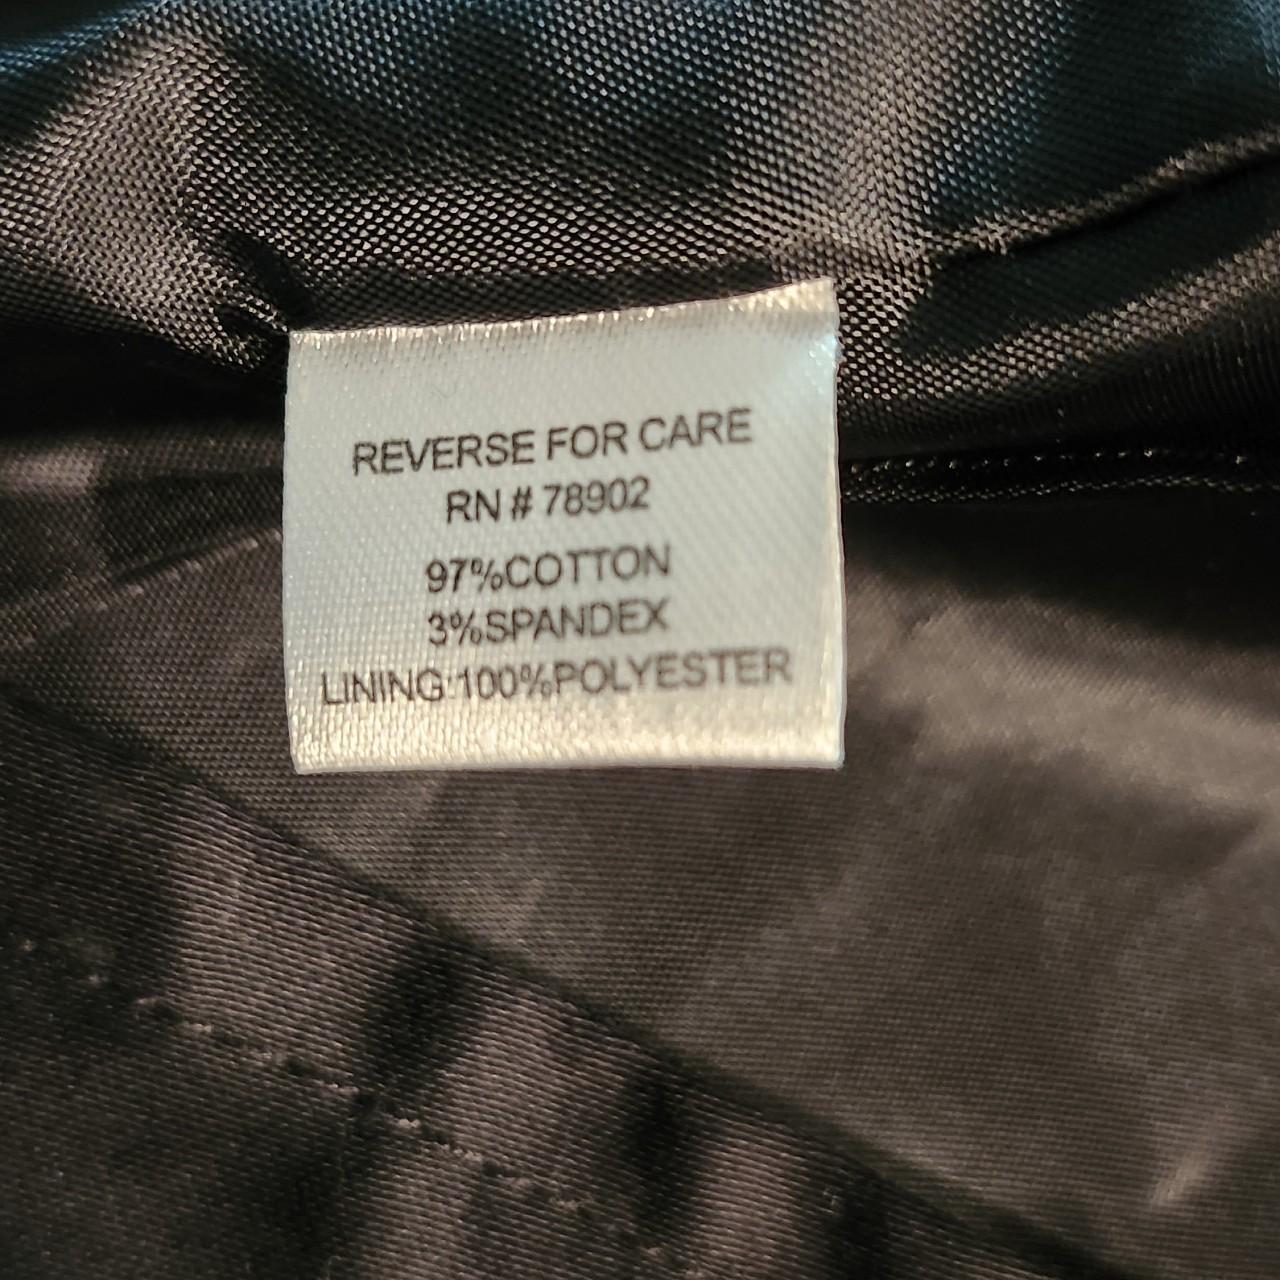 REVERSE FOR CARE
RN # 78902
97%COTTON
3%SPANDEX
LINING:100%POLYESTER